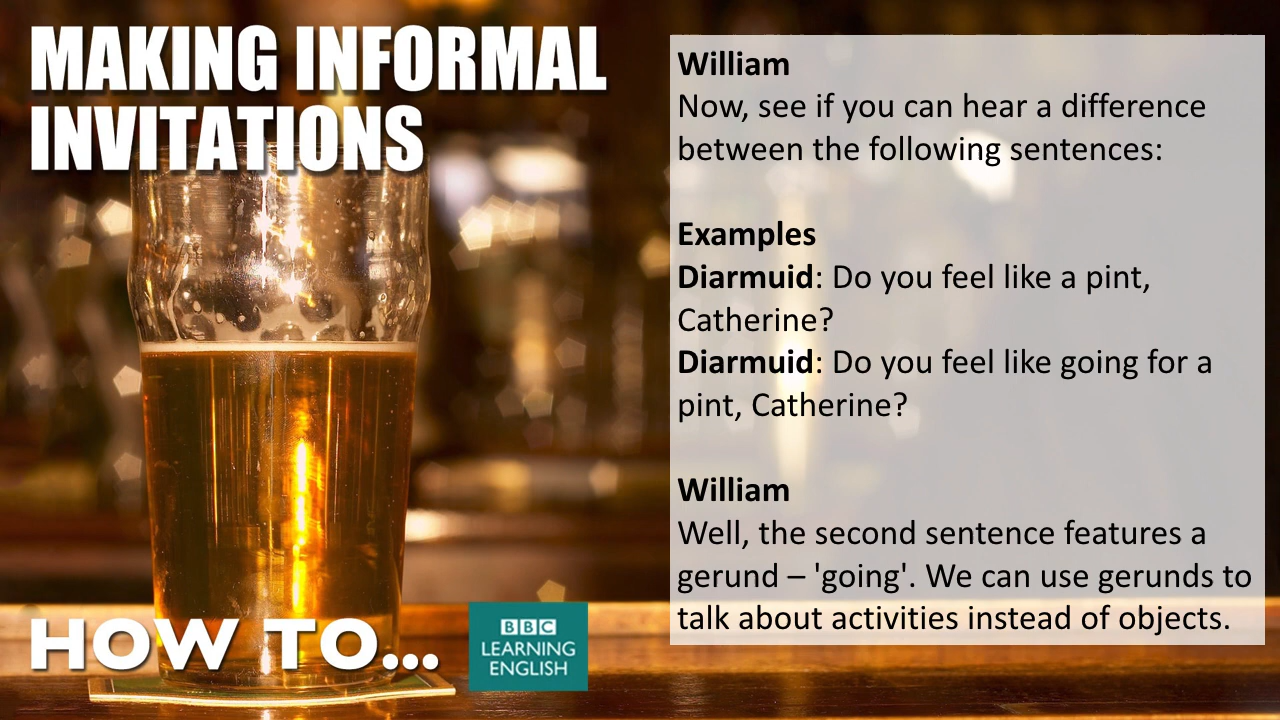 MAKING INFORMAL
INVITATIONS
William
Now, see if you can hear a difference
between the following sentences:
Examples
Diarmuid: Do you feel like a pint,
Catherine?
Diarmuid: Do you feel like going for a
pint, Catherine?
William
Well, the second sentence features a
gerund – 'going'. We can use gerunds to
talk about activities instead of objects.
HOW TO...
BBC
LEARNING
ENGLISH